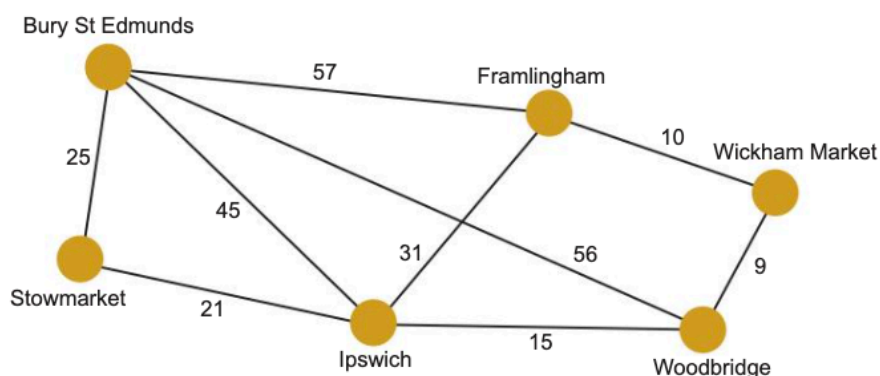 Bury St Edmunds
57
Framlingham
10
Wickham Market
25
45
31
56
9
Stowmarket
21
Ipswich
15
Woodbridge